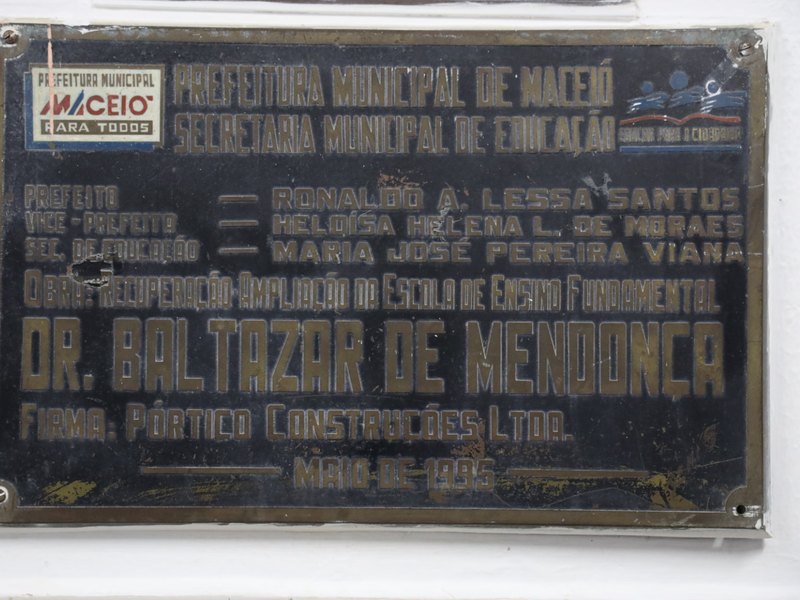 PREFEITURA MUNICIPAL
MACEIÓ
PARA TODOS
PREFEITURA MUNICIPAL DE MACEIÓ
SECRETARIA MUNICIPAL DE EDUCAÇÃO
PREFEITO — RONALDO A. LESSA SANTOS
VICE - PREFEITO — HELOÍSA HELENA L. DE MORAES
SEC. DE EDUCAÇÃO — MARIA JOSÉ PEREIRA VIANA
OBRA: RECUPERAÇÃO AMPLIAÇÃO DA ESCOLA DE ENSINO FUNDAMENTAL
DR. BALTAZAR DE MENDONÇA
FIRMA: PÓRTICO CONSTRUÇÕES LTDA.
MAIO DE 1995